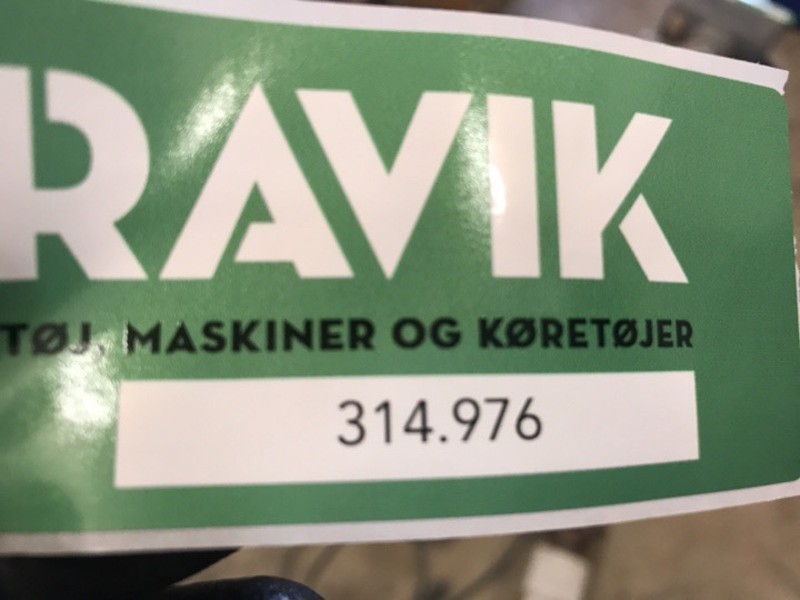 RAVIK
TØJ, MASKINER OG KØRETØJER
314.976